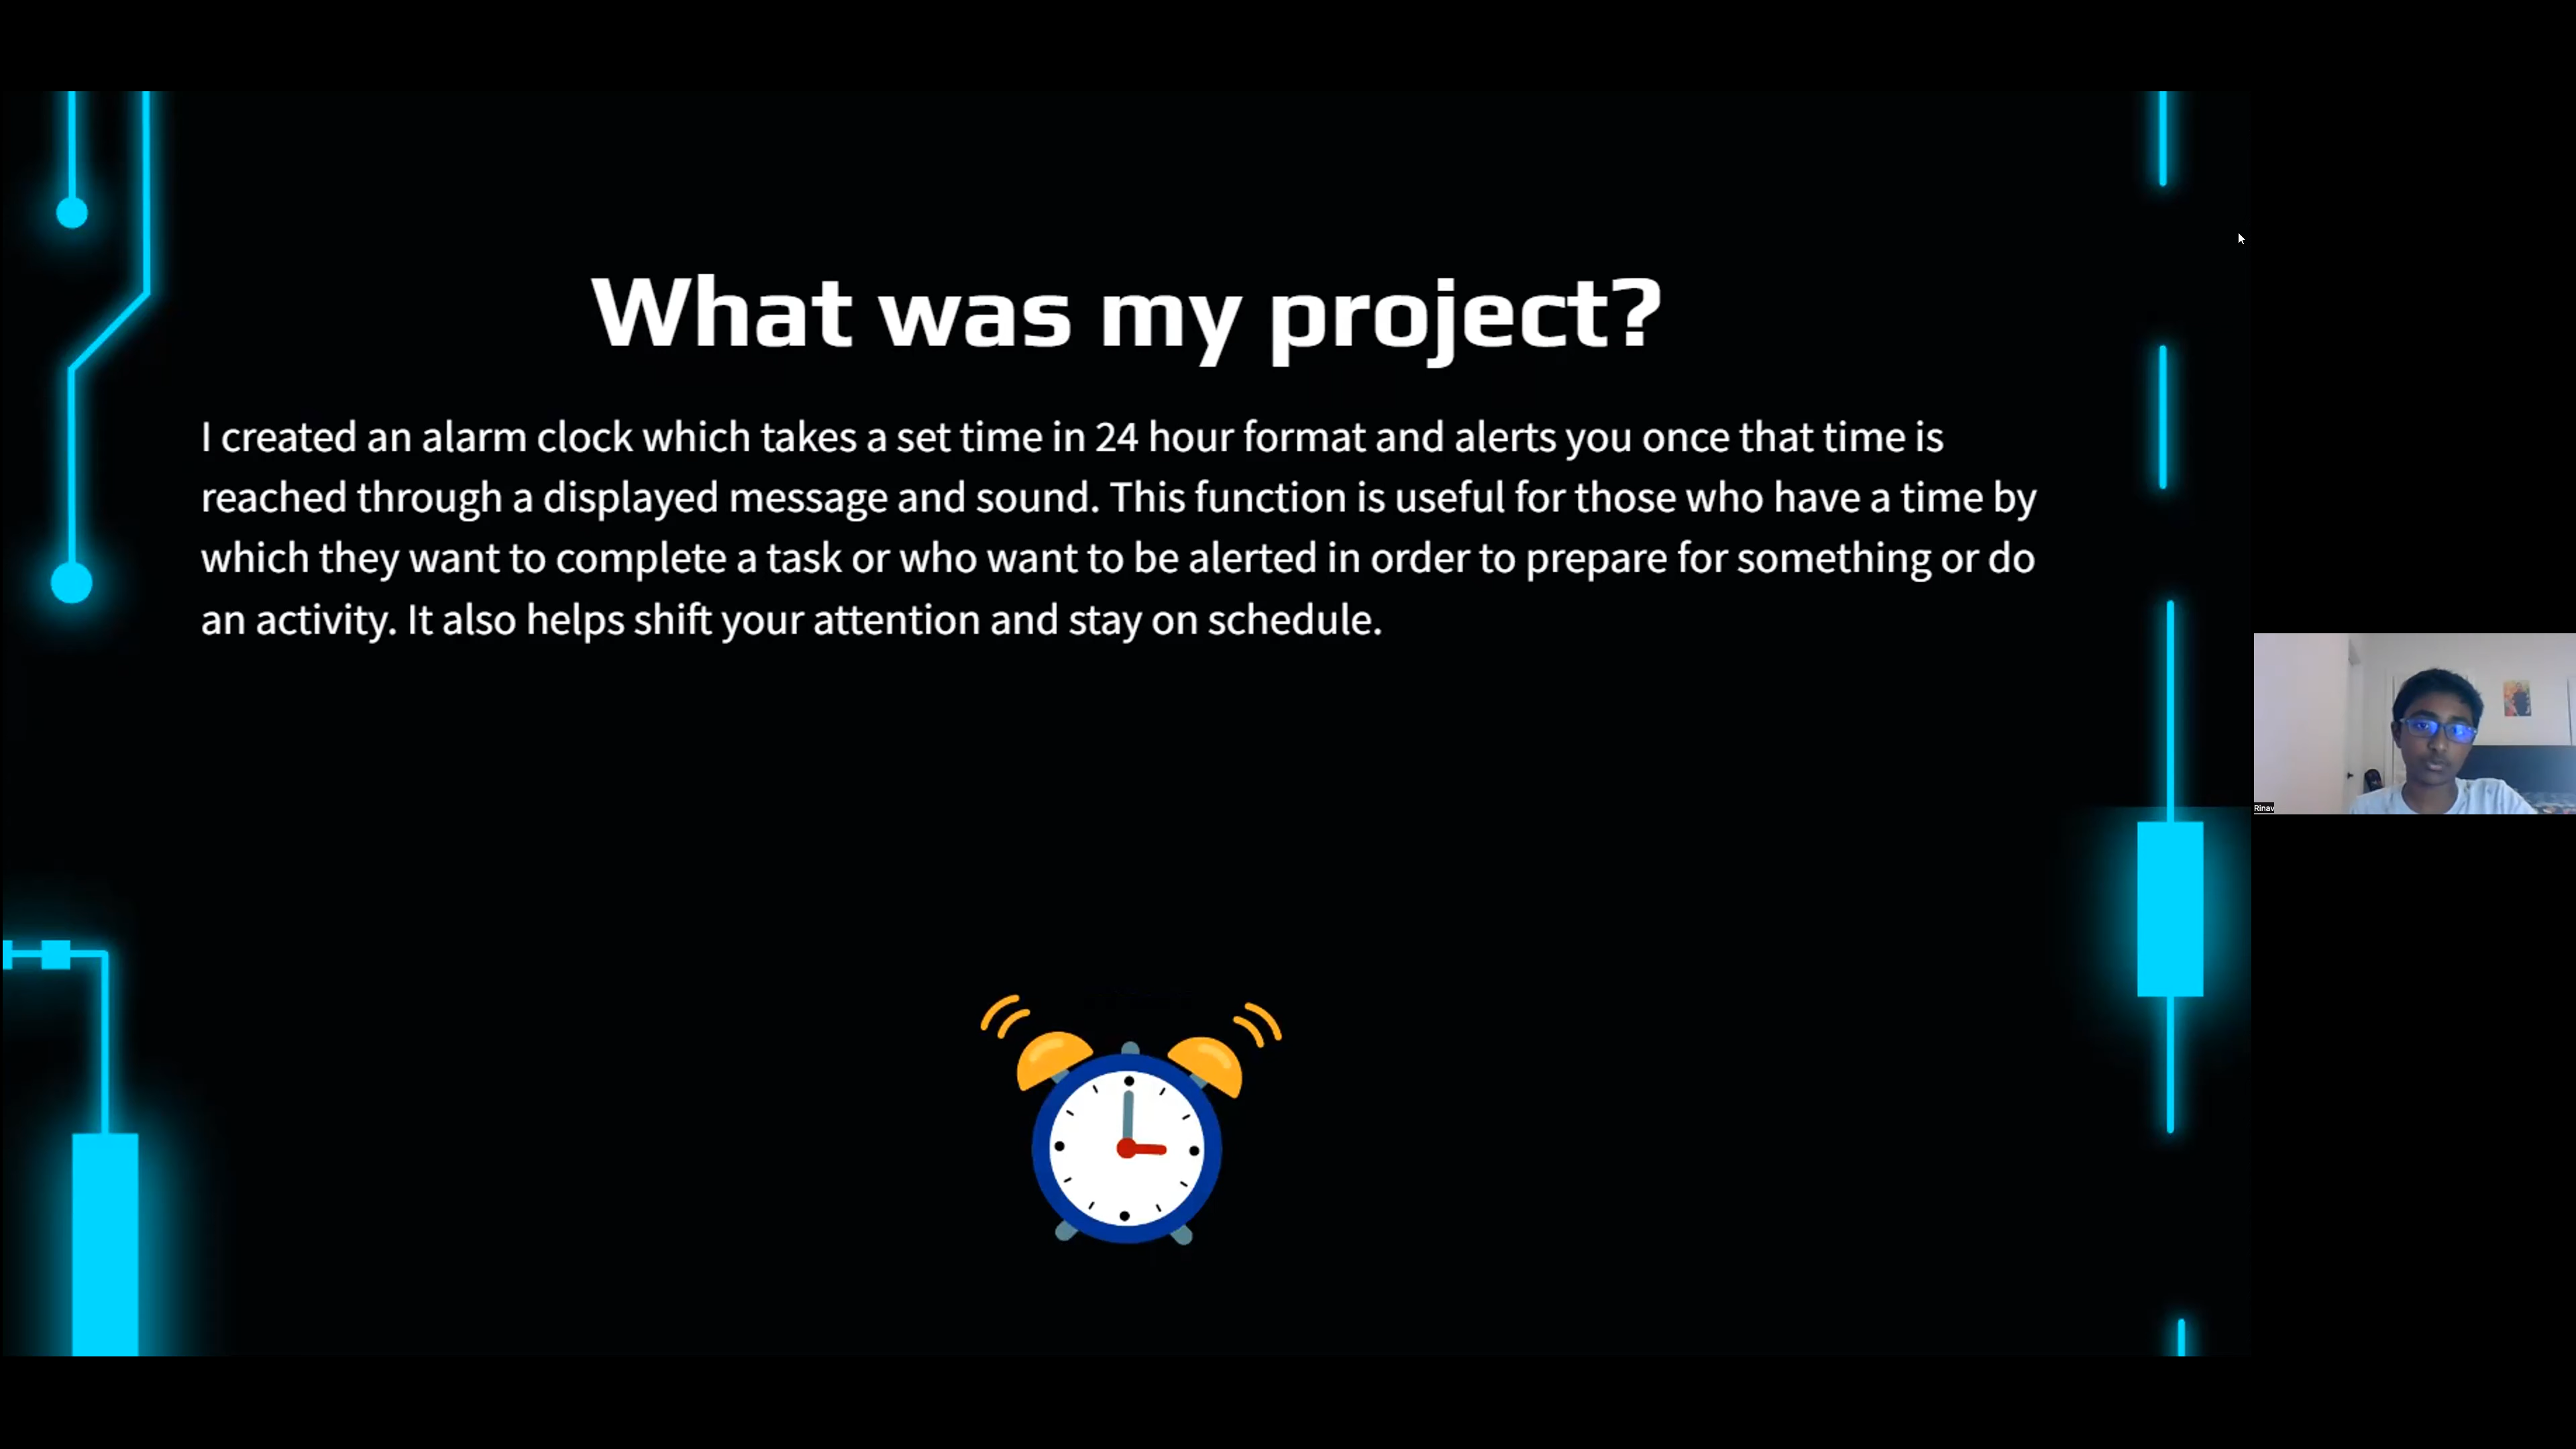 What was my project?
I created an alarm clock which takes a set time in 24 hour format and alerts you once that time is
reached through a displayed message and sound. This function is useful for those who have a time by
which they want to complete a task or who want to be alerted in order to prepare for something or do
an activity. It also helps shift your attention and stay on schedule.
Rinav